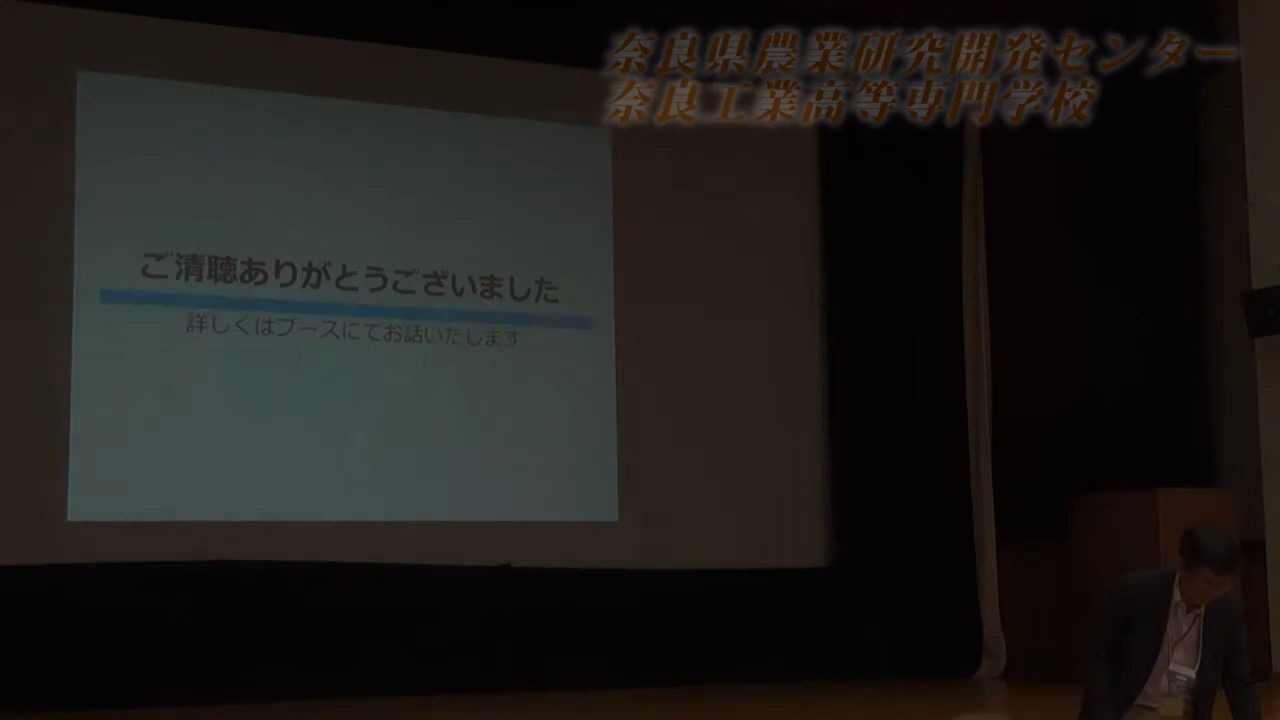 奈良県農業研究開発センター
奈良工業高等専門学校
ご清聴ありがとうございました
詳しくはブースにてお話いたします